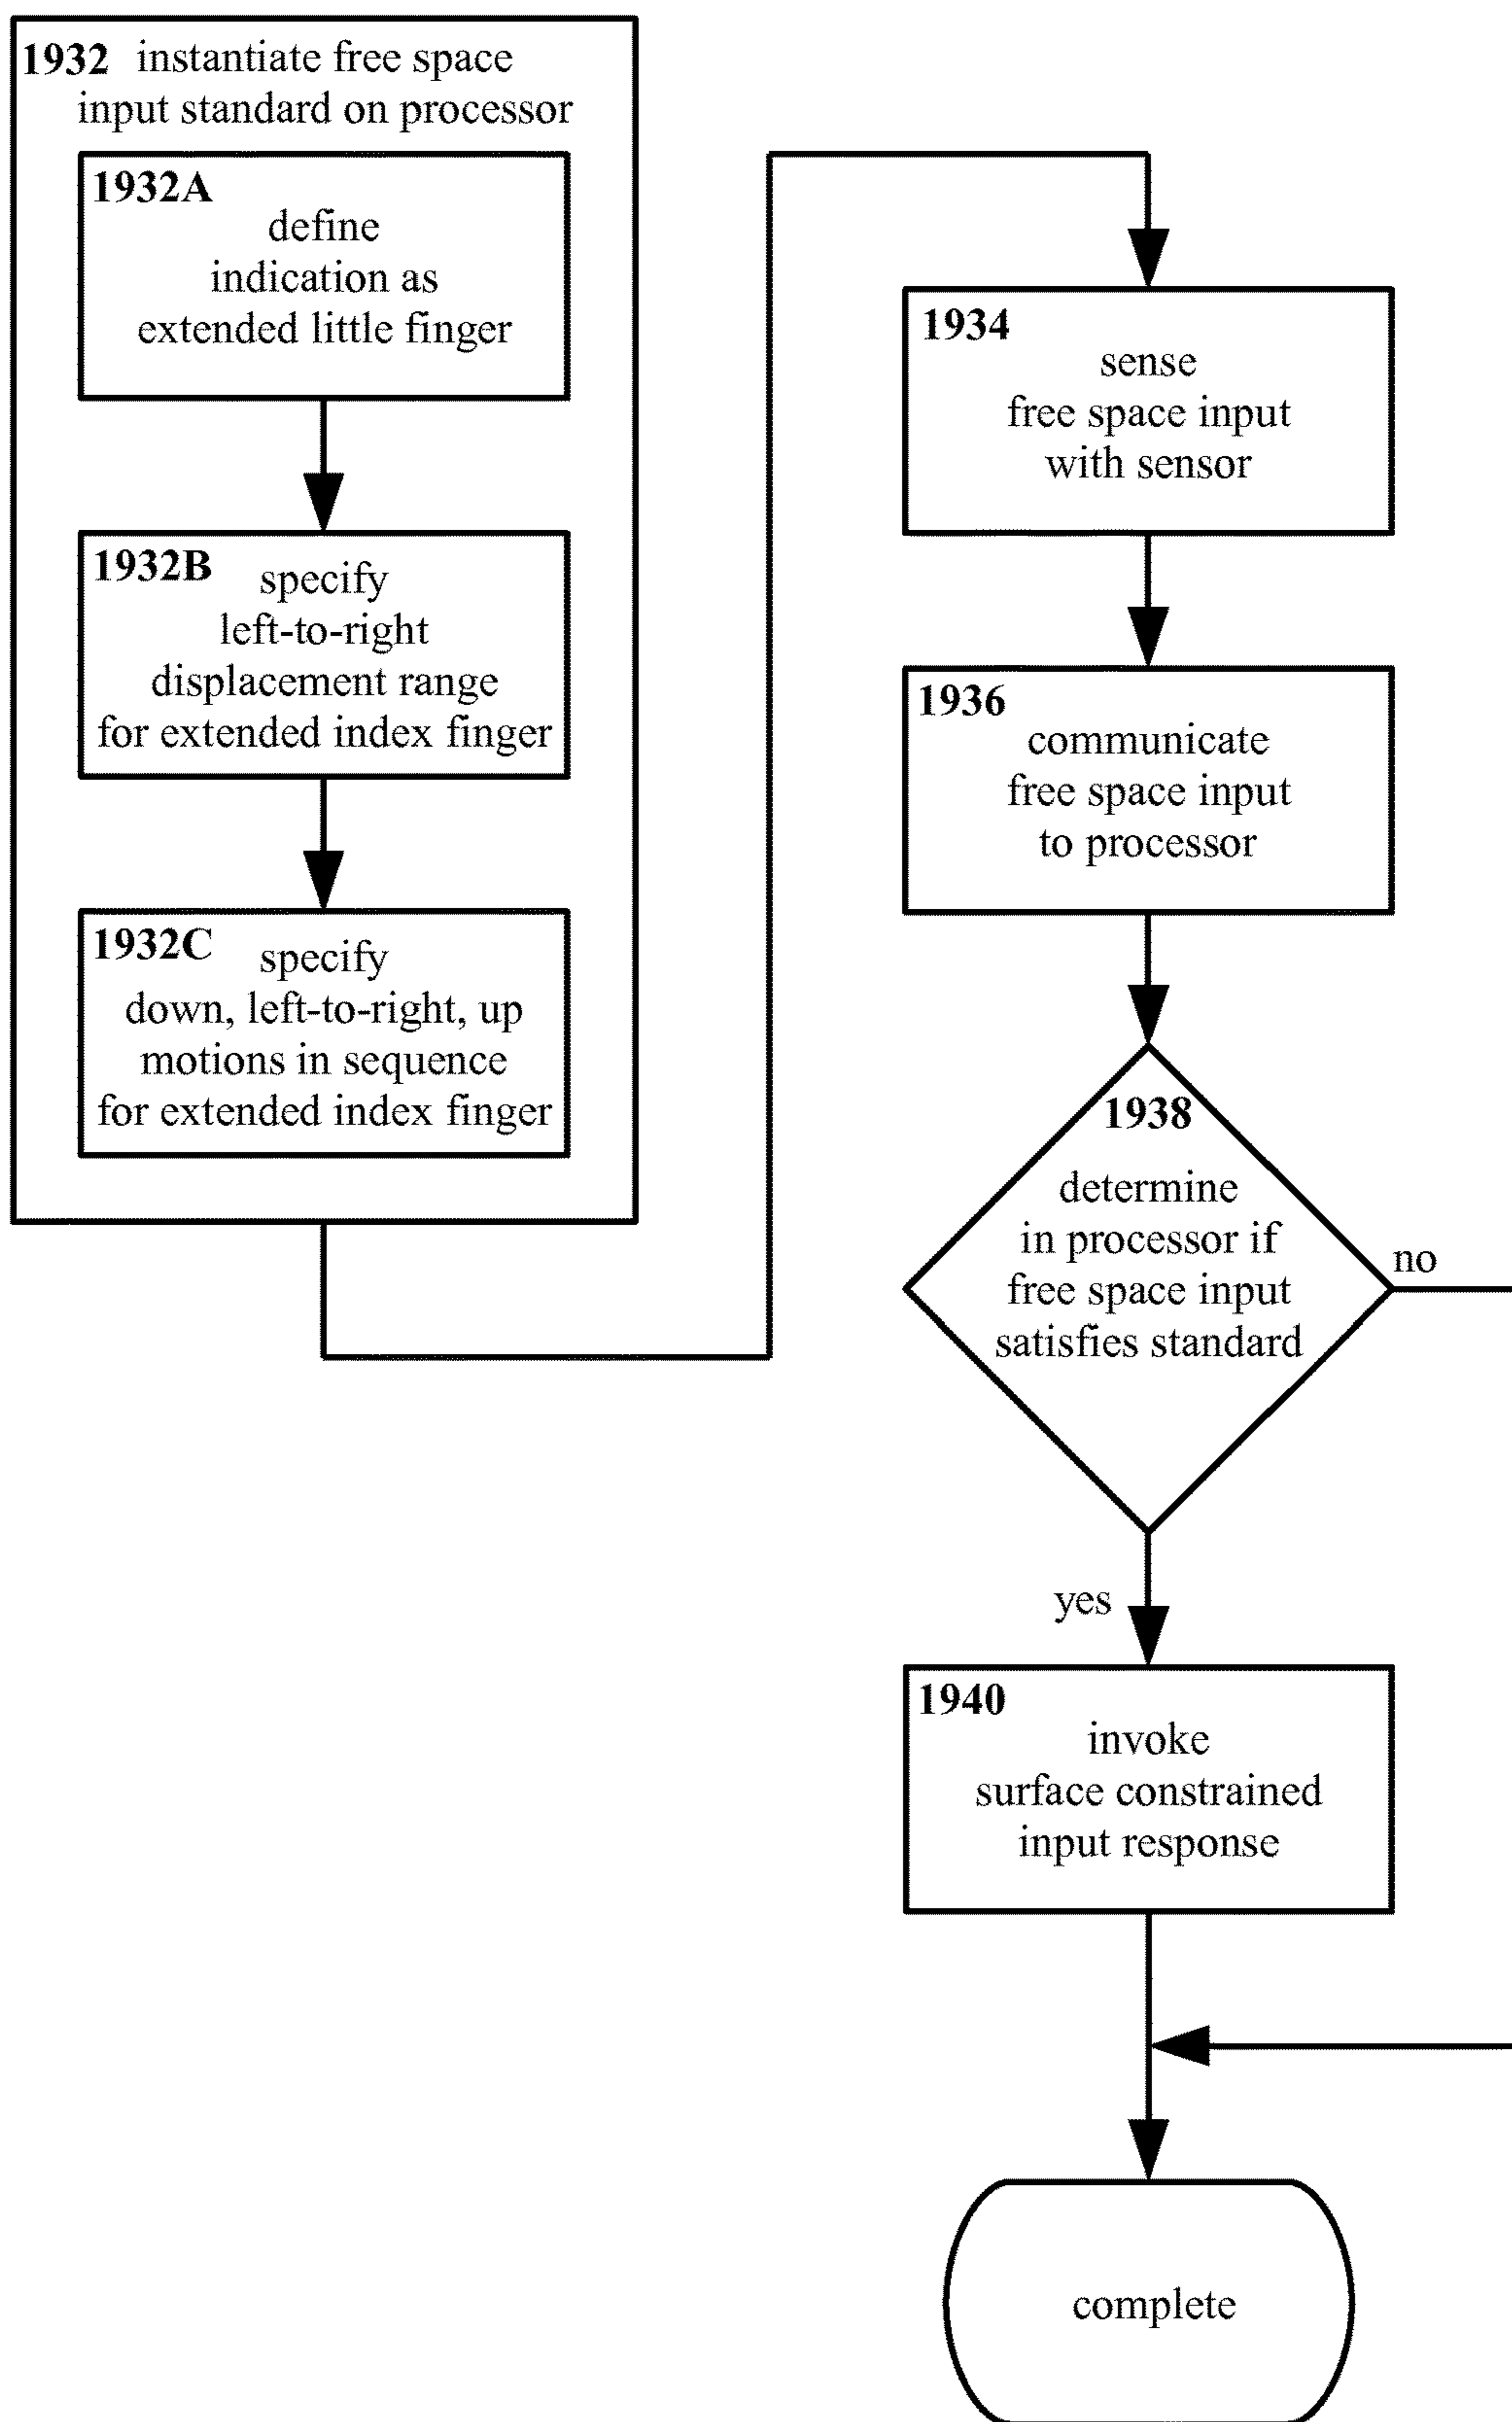 1932 instantiate free space
input standard on processor
1932A
define
indication as
extended little finger
1932B specify
left-to-right
displacement range
for extended index finger
1932C specify
down, left-to-right, up
motions in sequence
for extended index finger
1934
sense
free space input
with sensor
1936
communicate
free space input
to processor
1938
determine
in processor if
free space input
satisfies standard
no
yes
1940
invoke
surface constrained
input response
complete